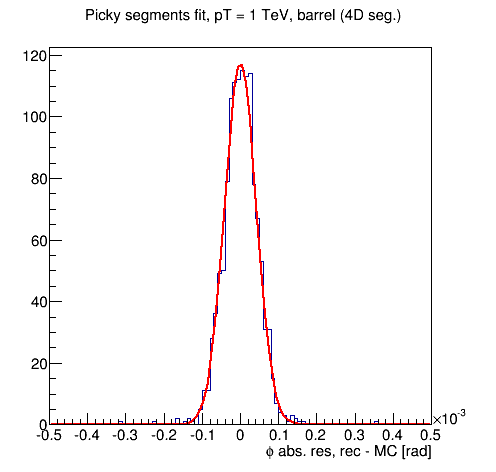 Picky segments fit, pT = 1 TeV, barrel (4D seg.)
120
100
80
60
40
20
0
-0.5 -0.4 -0.3 -0.2 -0.1 0 0.1 0.2 0.3 0.4 0.5
×10⁻³
ϕ abs. res, rec - MC [rad]